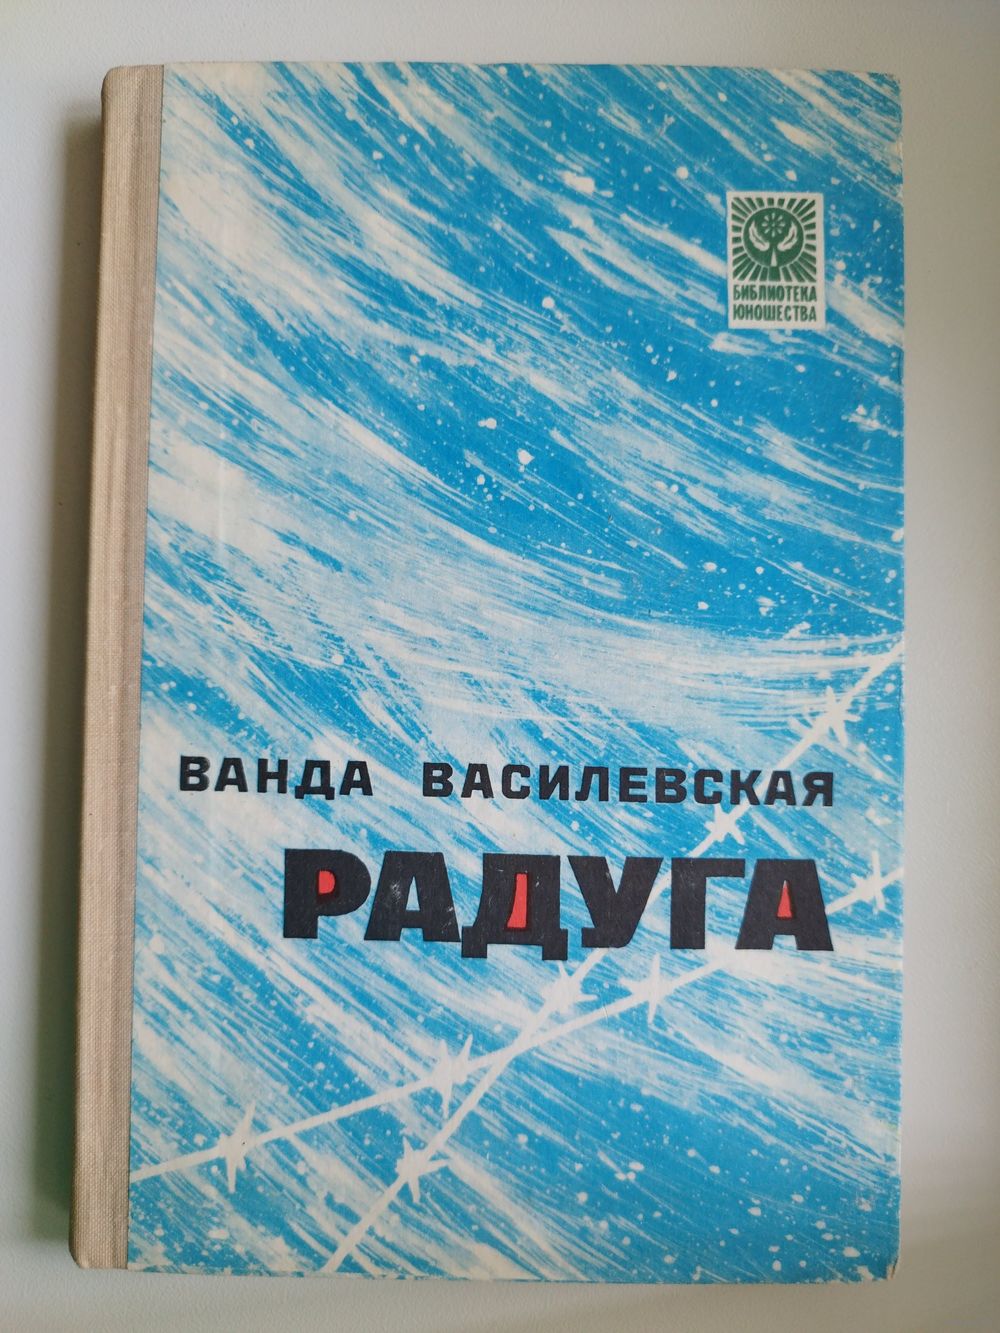 БИБЛИОТЕКА
ЮНОШЕСТВА
ВАНДА ВАСИЛЕВСКАЯ
РАДУГА